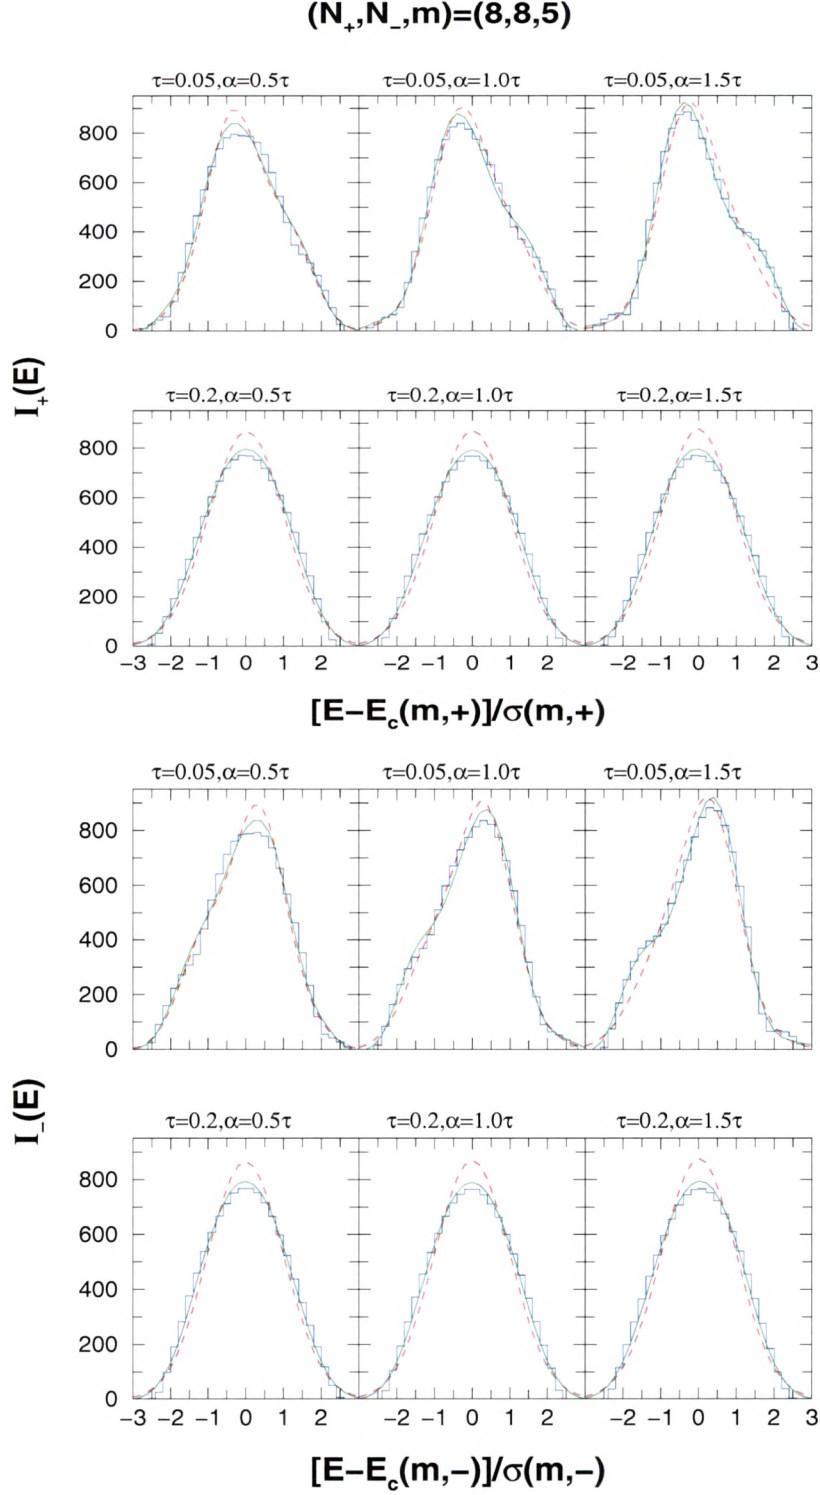 (N₊,N₋,m)=(8,8,5)
τ=0.05,α=0.5τ τ=0.05,α=1.0τ τ=0.05,α=1.5τ
800
600
400
200
0
I₊(E)
τ=0.2,α=0.5τ τ=0.2,α=1.0τ τ=0.2,α=1.5τ
800
600
400
200
0
−3 −2 −1 0 1 2 −2 −1 0 1 2 −2 −1 0 1 2 3
[E−E_c(m,+)]/σ(m,+)
τ=0.05,α=0.5τ τ=0.05,α=1.0τ τ=0.05,α=1.5τ
800
600
400
200
0
I₋(E)
τ=0.2,α=0.5τ τ=0.2,α=1.0τ τ=0.2,α=1.5τ
800
600
400
200
0
−3 −2 −1 0 1 2 −2 −1 0 1 2 −2 −1 0 1 2 3
[E−E_c(m,−)]/σ(m,−)